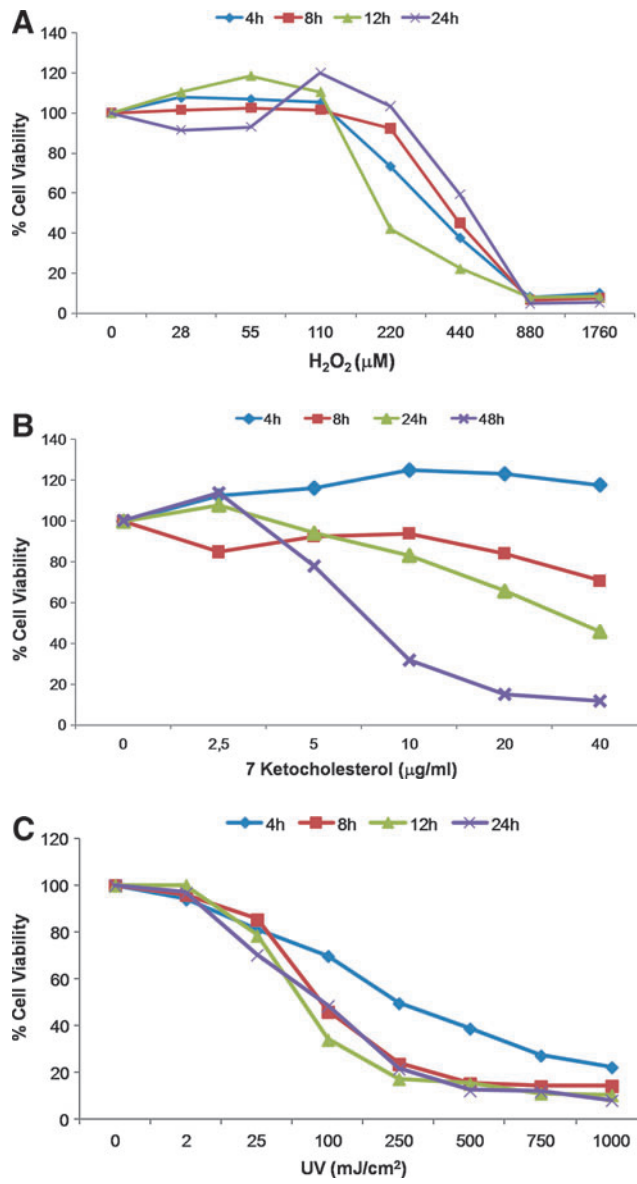 A
4h 8h 12h 24h
140
120
100
80
60
40
20
0
% Cell Viability
0 28 55 110 220 440 880 1760
H₂O₂ (µM)
B
4h 8h 24h 48h
140
120
100
80
60
40
20
0
% Cell Viability
0 2,5 5 10 20 40
7 Ketocholesterol (µg/ml)
C
4h 8h 12h 24h
120
100
80
60
40
20
0
% Cell Viability
0 2 25 100 250 500 750 1000
UV (mJ/cm²)